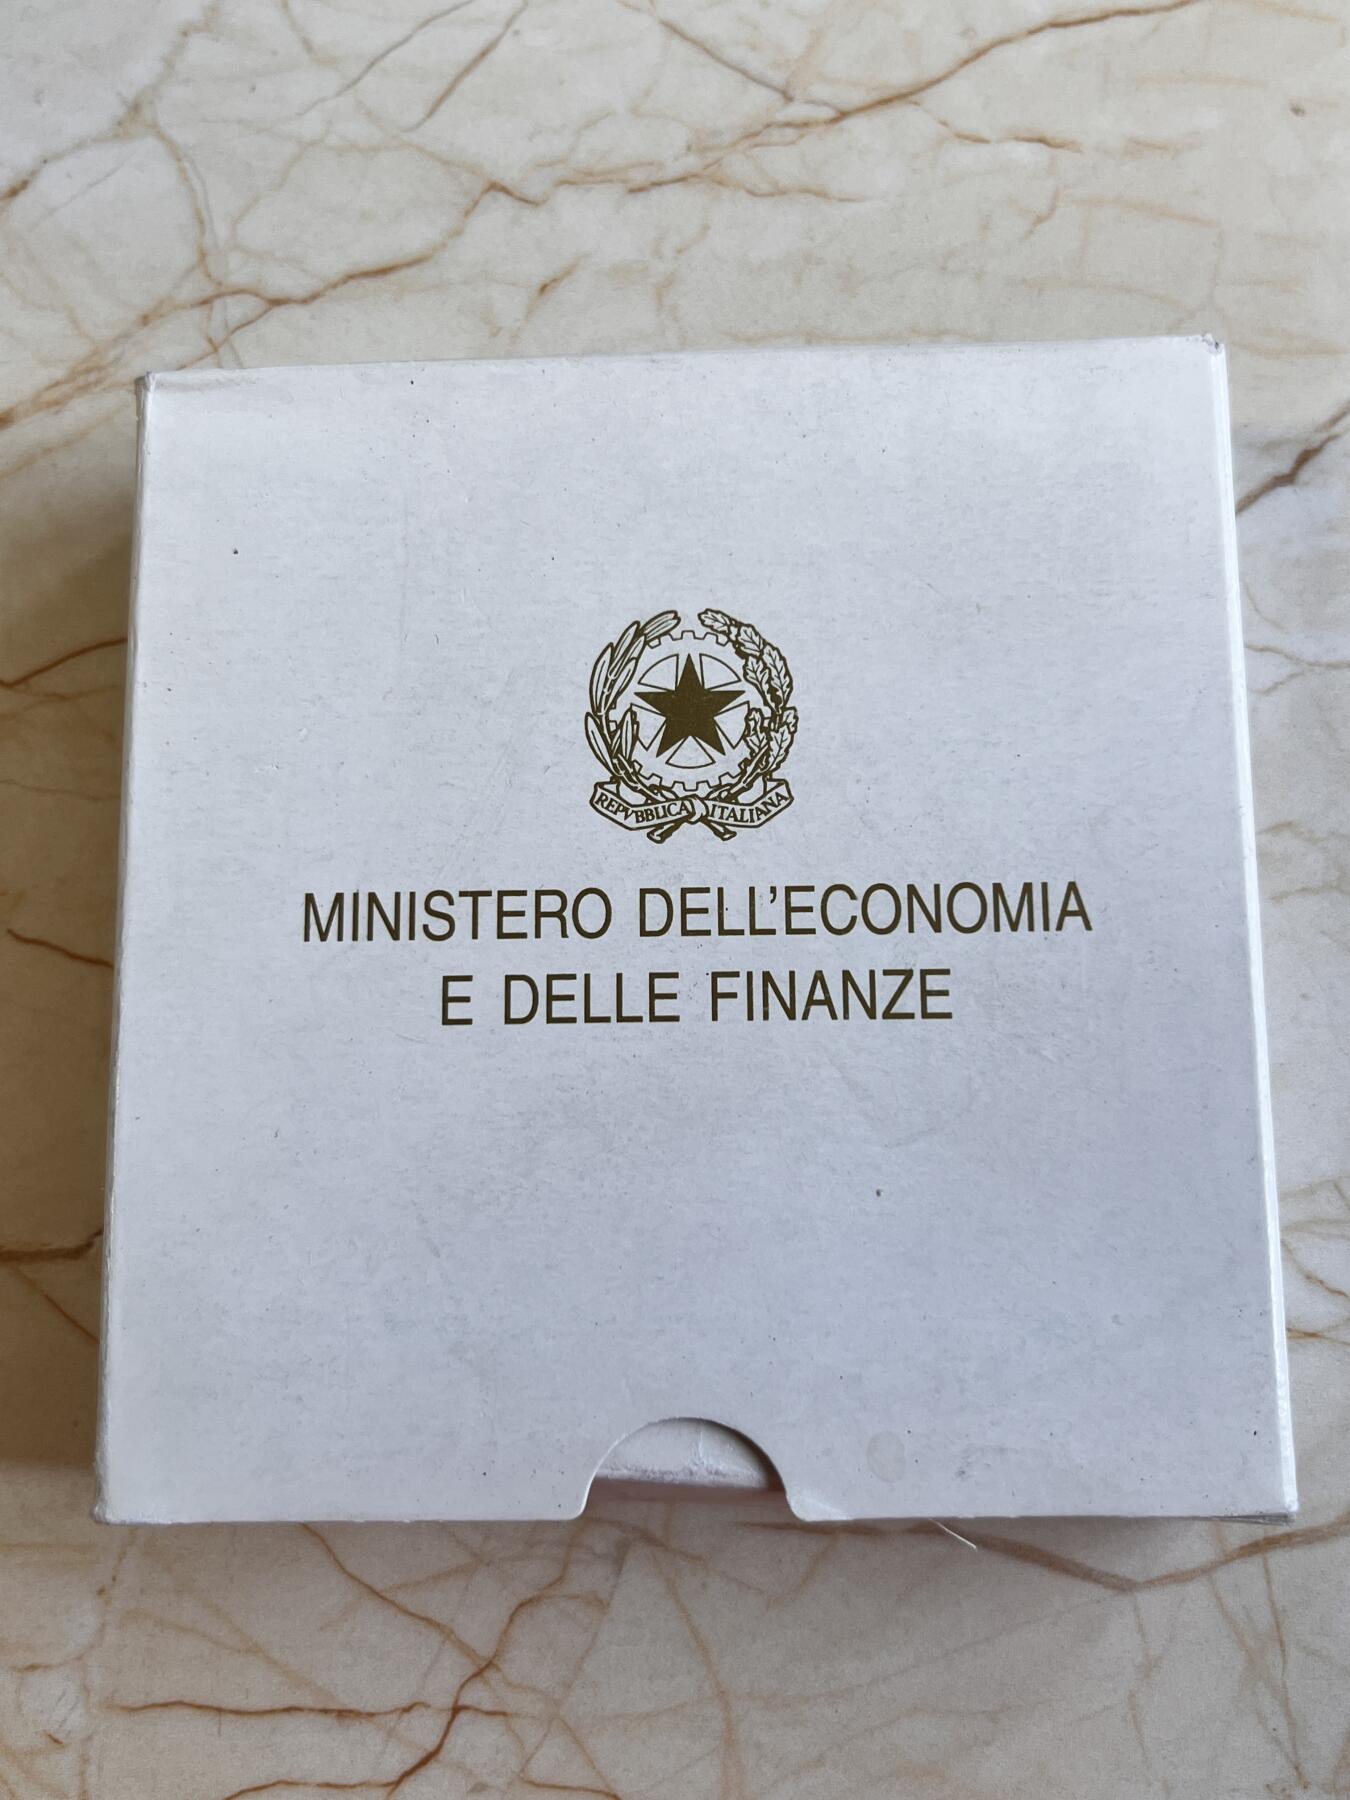 REPVBBLICA ITALIANA
MINISTERO DELL'ECONOMIA
E DELLE FINANZE